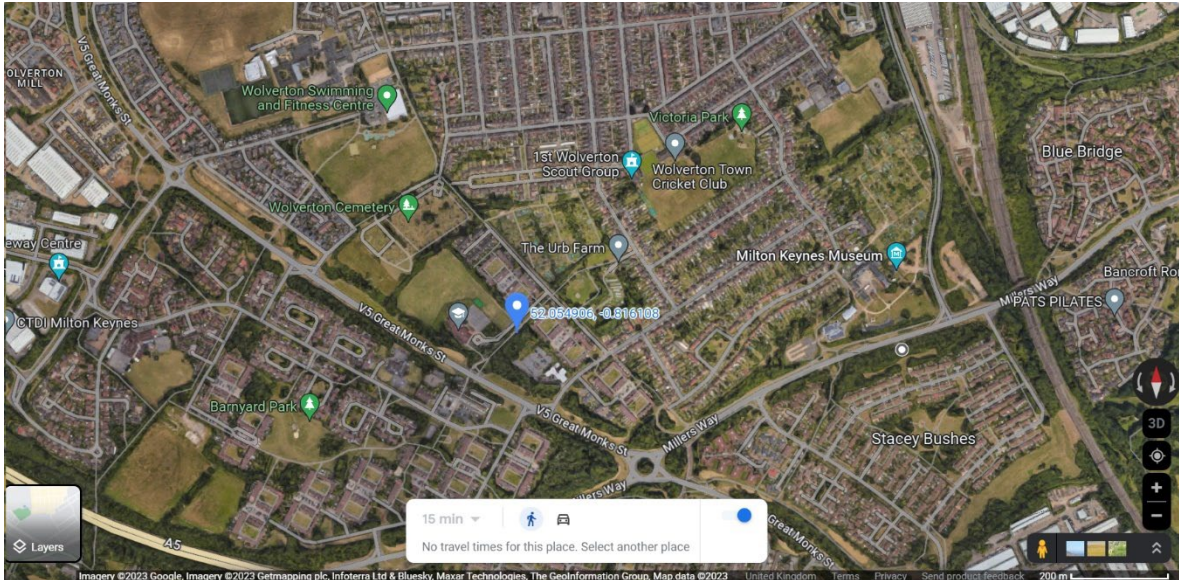 V5 Great Monks St
OLVERTON
MILL
Wolverton Swimming
and Fitness Centre
Victoria Park
1st Wolverton
Scout Group
Wolverton Town
Cricket Club
Blue Bridge
Wolverton Cemetery
eway Centre
The Urb Farm
Milton Keynes Museum
Bancroft Ro
Millers Way
PATS PILATES
CTDI Milton Keynes
52.054906, -0.816108
V5 Great Monks St
Barnyard Park
V5 Great Monks St
Millers Way
Stacey Bushes
3D
Millers Way
Great Monks St
15 min
No travel times for this place. Select another place
Layers
A5
Imagery ©2023 Google, Imagery ©2023 Getmapping plc, Infoterra Ltd & Bluesky, Maxar Technologies, The GeoInformation Group, Map data ©2023 United Kingdom Terms Privacy Send product feedback 200 m